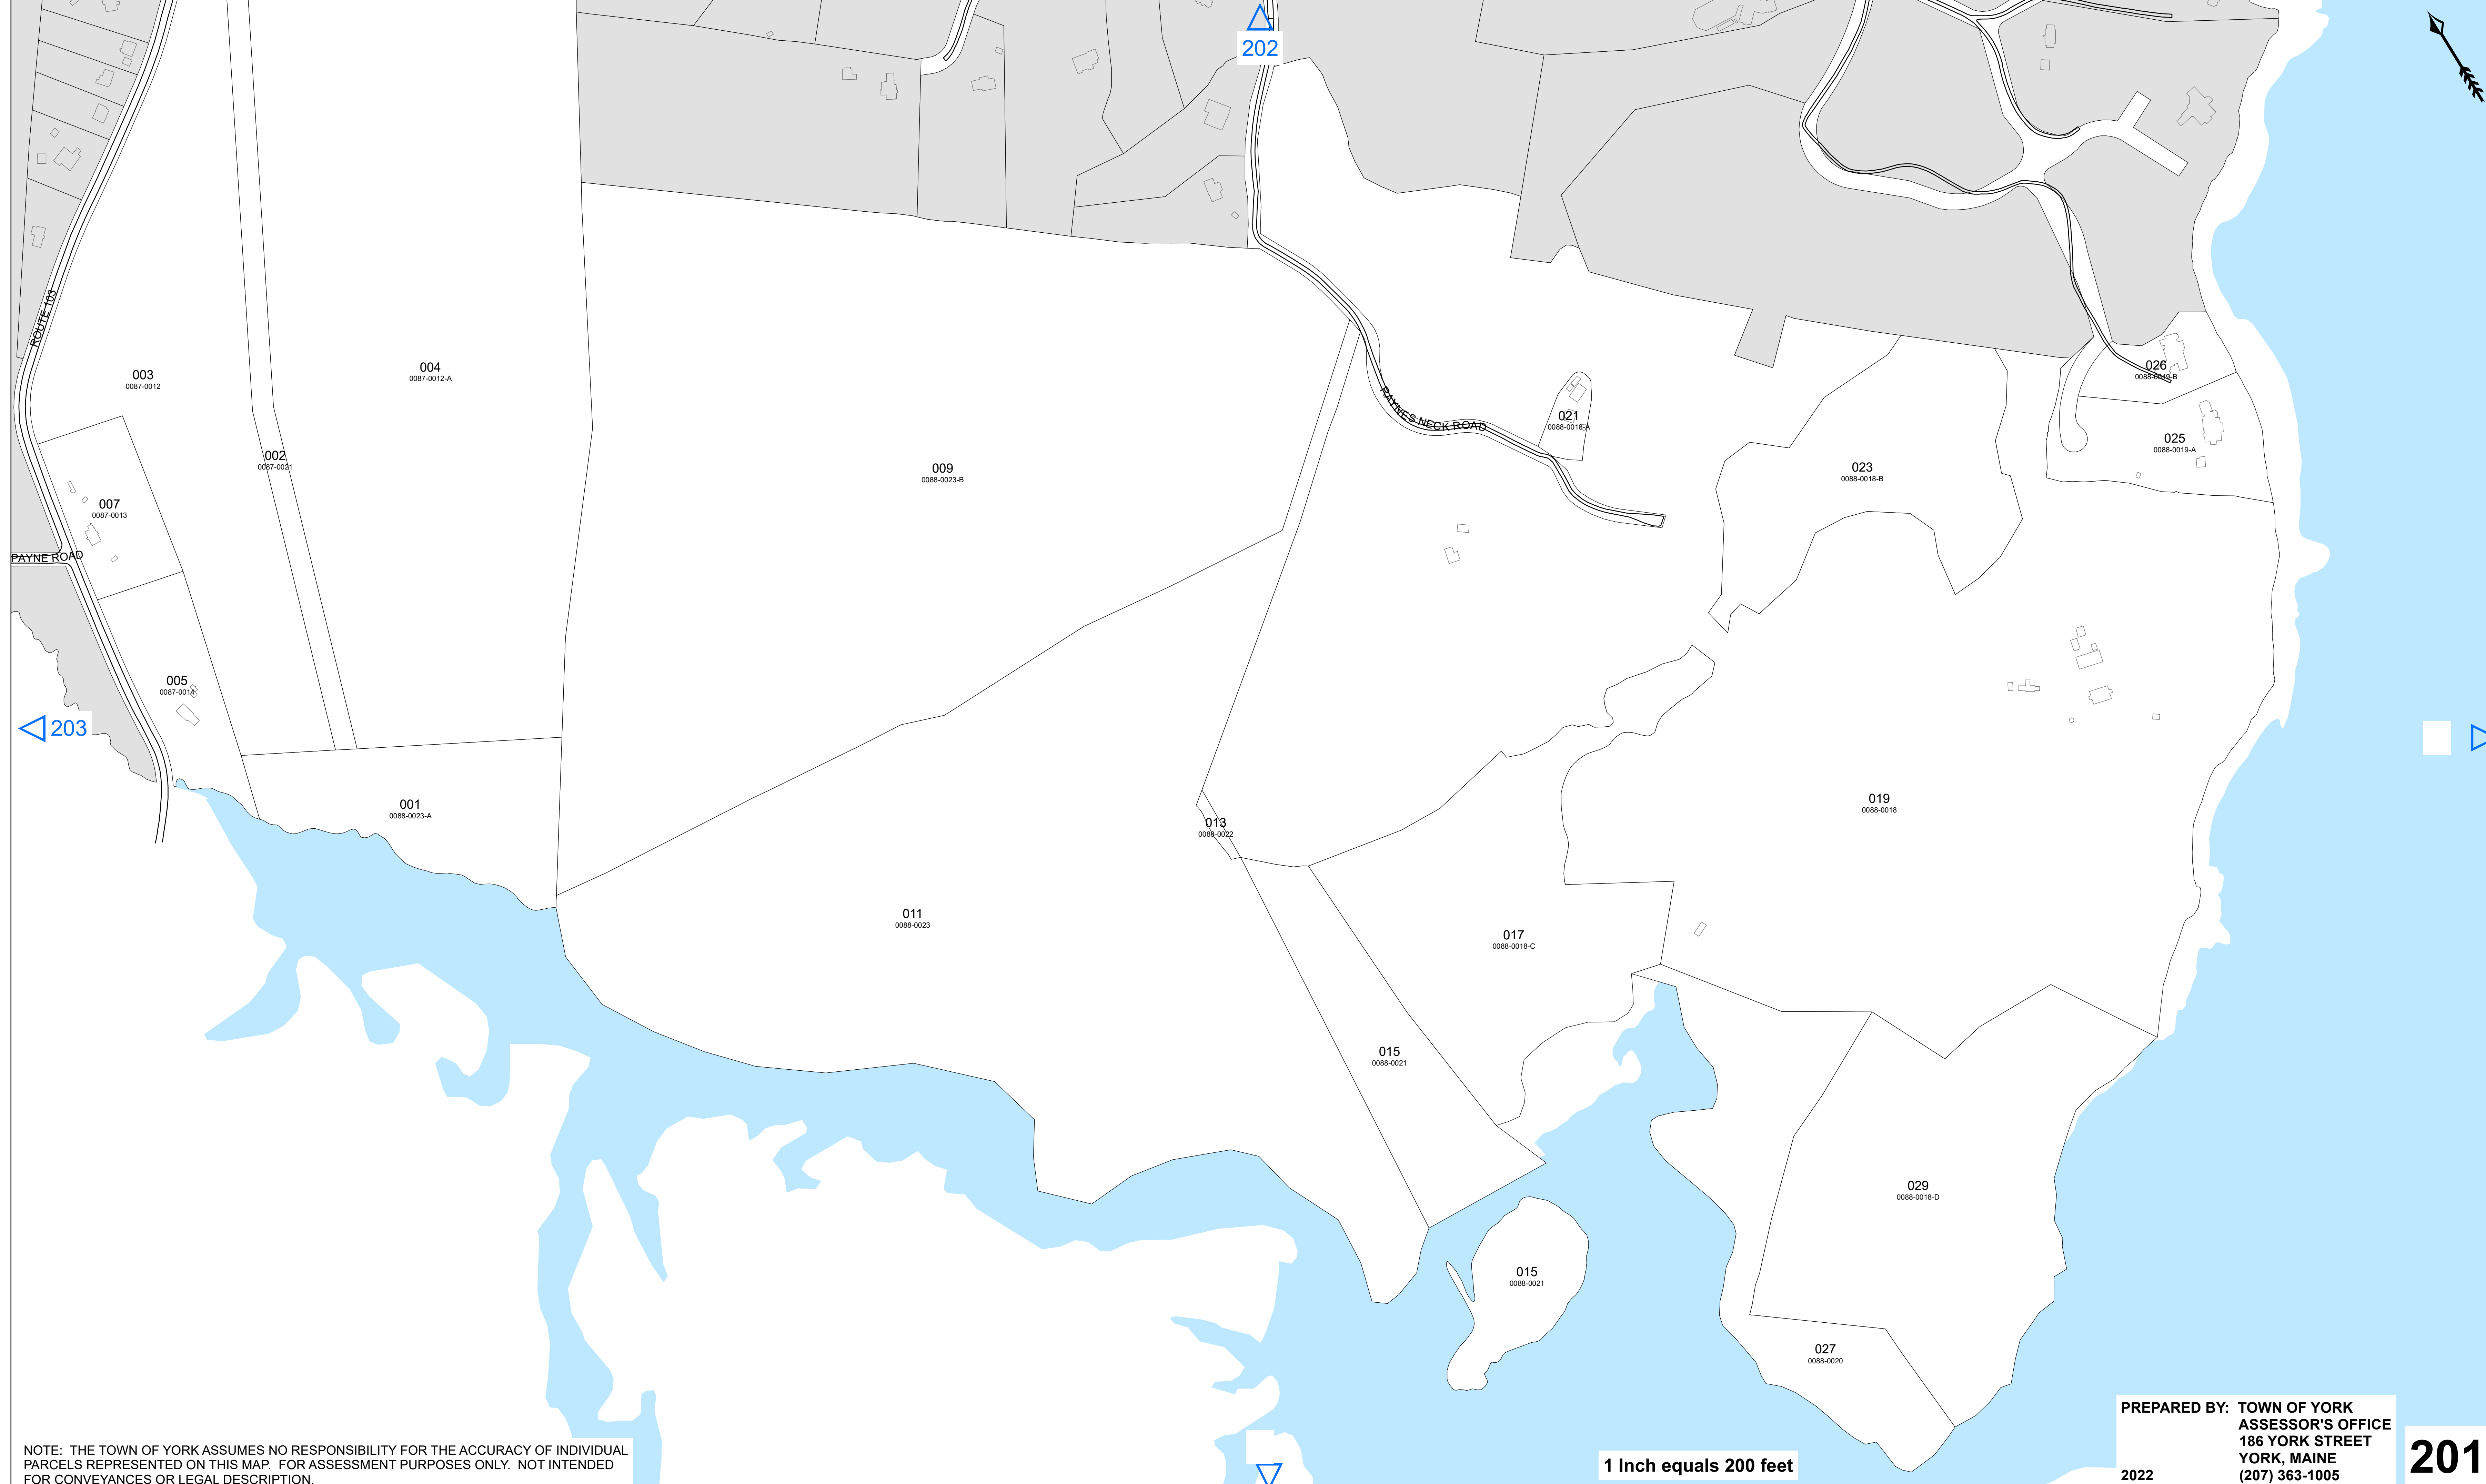 202
ROUTE 103
003
0087-0012
004
0087-0012-A
026
0088-0019-B
RAYNES NECK ROAD
021
0088-0018-A
025
0088-0019-A
002
0087-0021
009
0088-0023-B
023
0088-0018-B
007
0087-0013
PAYNE ROAD
005
0087-0014
203
001
0088-0023-A
013
0088-0022
019
0088-0018
011
0088-0023
017
0088-0018-C
015
0088-0021
029
0088-0018-D
015
0088-0021
027
0088-0020
NOTE: THE TOWN OF YORK ASSUMES NO RESPONSIBILITY FOR THE ACCURACY OF INDIVIDUAL
PARCELS REPRESENTED ON THIS MAP. FOR ASSESSMENT PURPOSES ONLY. NOT INTENDED
FOR CONVEYANCES OR LEGAL DESCRIPTION.
1 Inch equals 200 feet
PREPARED BY: TOWN OF YORK
ASSESSOR'S OFFICE
186 YORK STREET
YORK, MAINE
2022 (207) 363-1005
201